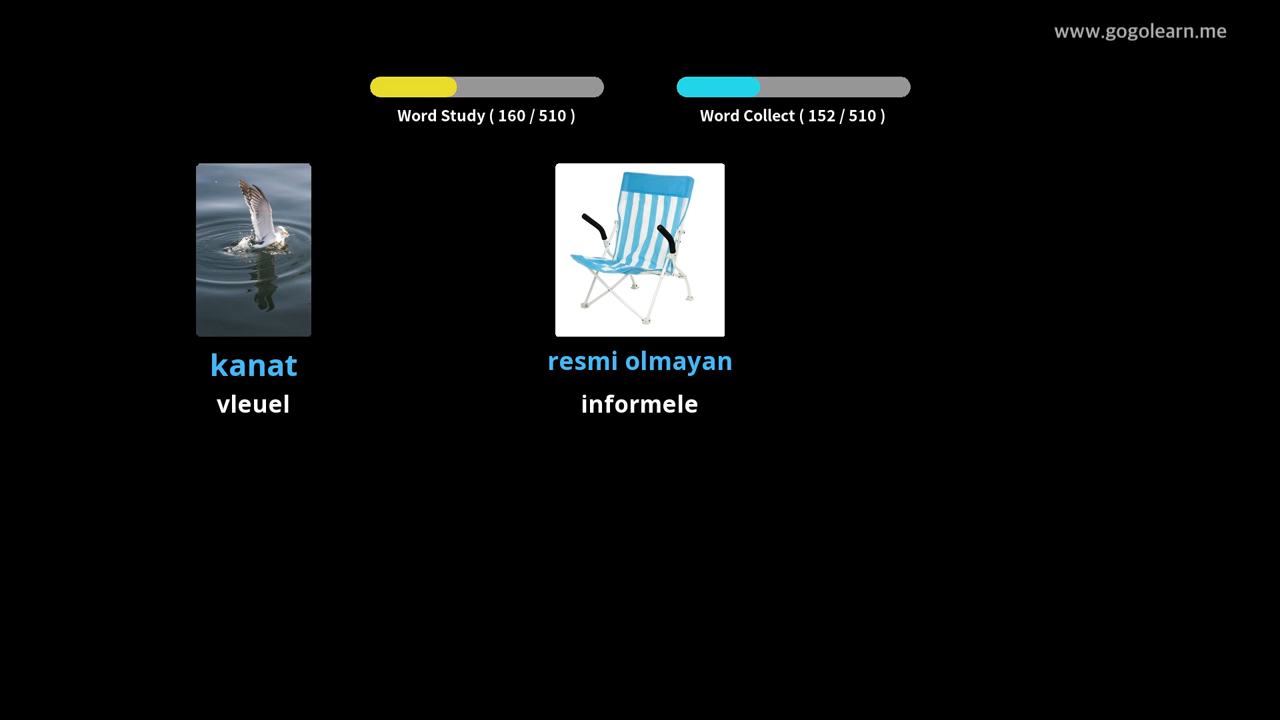 www.gogolearn.me
Word Study ( 160 / 510 )
Word Collect ( 152 / 510 )
kanat
vleuel
resmi olmayan
informele